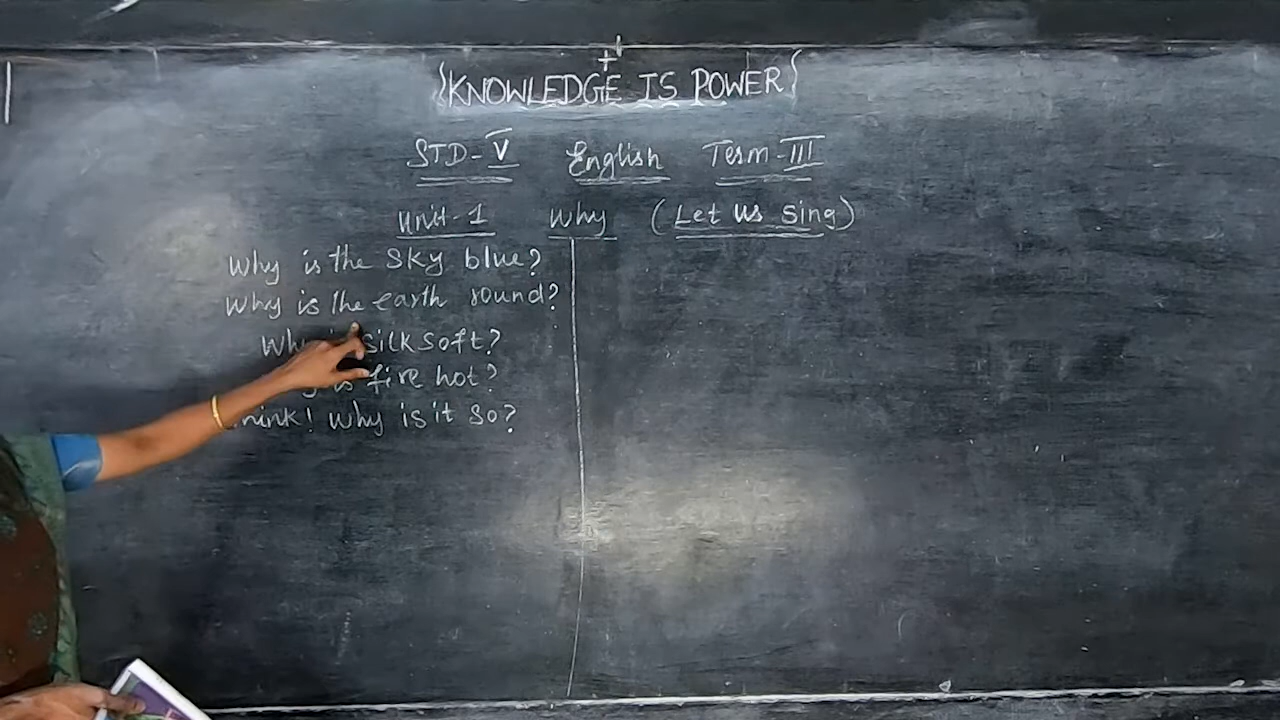 {KNOWLEDGE IS POWER}
STD-V English Term-III
Unit-1 Why (Let us Sing)
Why is the Sky blue?
Why is the earth round?
silk soft?
is fire hot?
Why is it so?